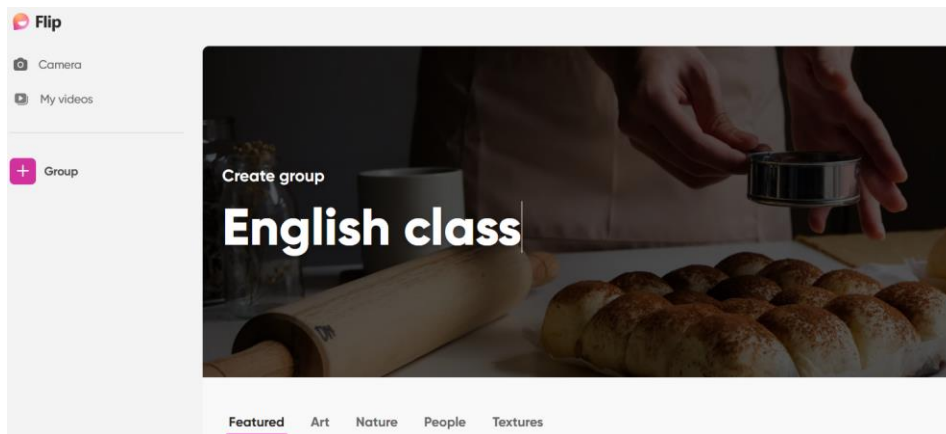 Flip
Camera
My videos
Group
Create group
English class
Featured Art Nature People Textures